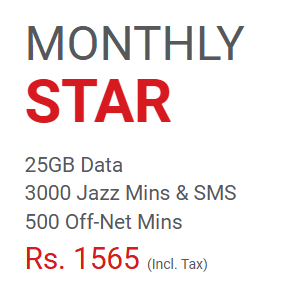 MONTHLY
STAR
25GB Data
3000 Jazz Mins & SMS
500 Off-Net Mins
Rs. 1565 (Incl. Tax)